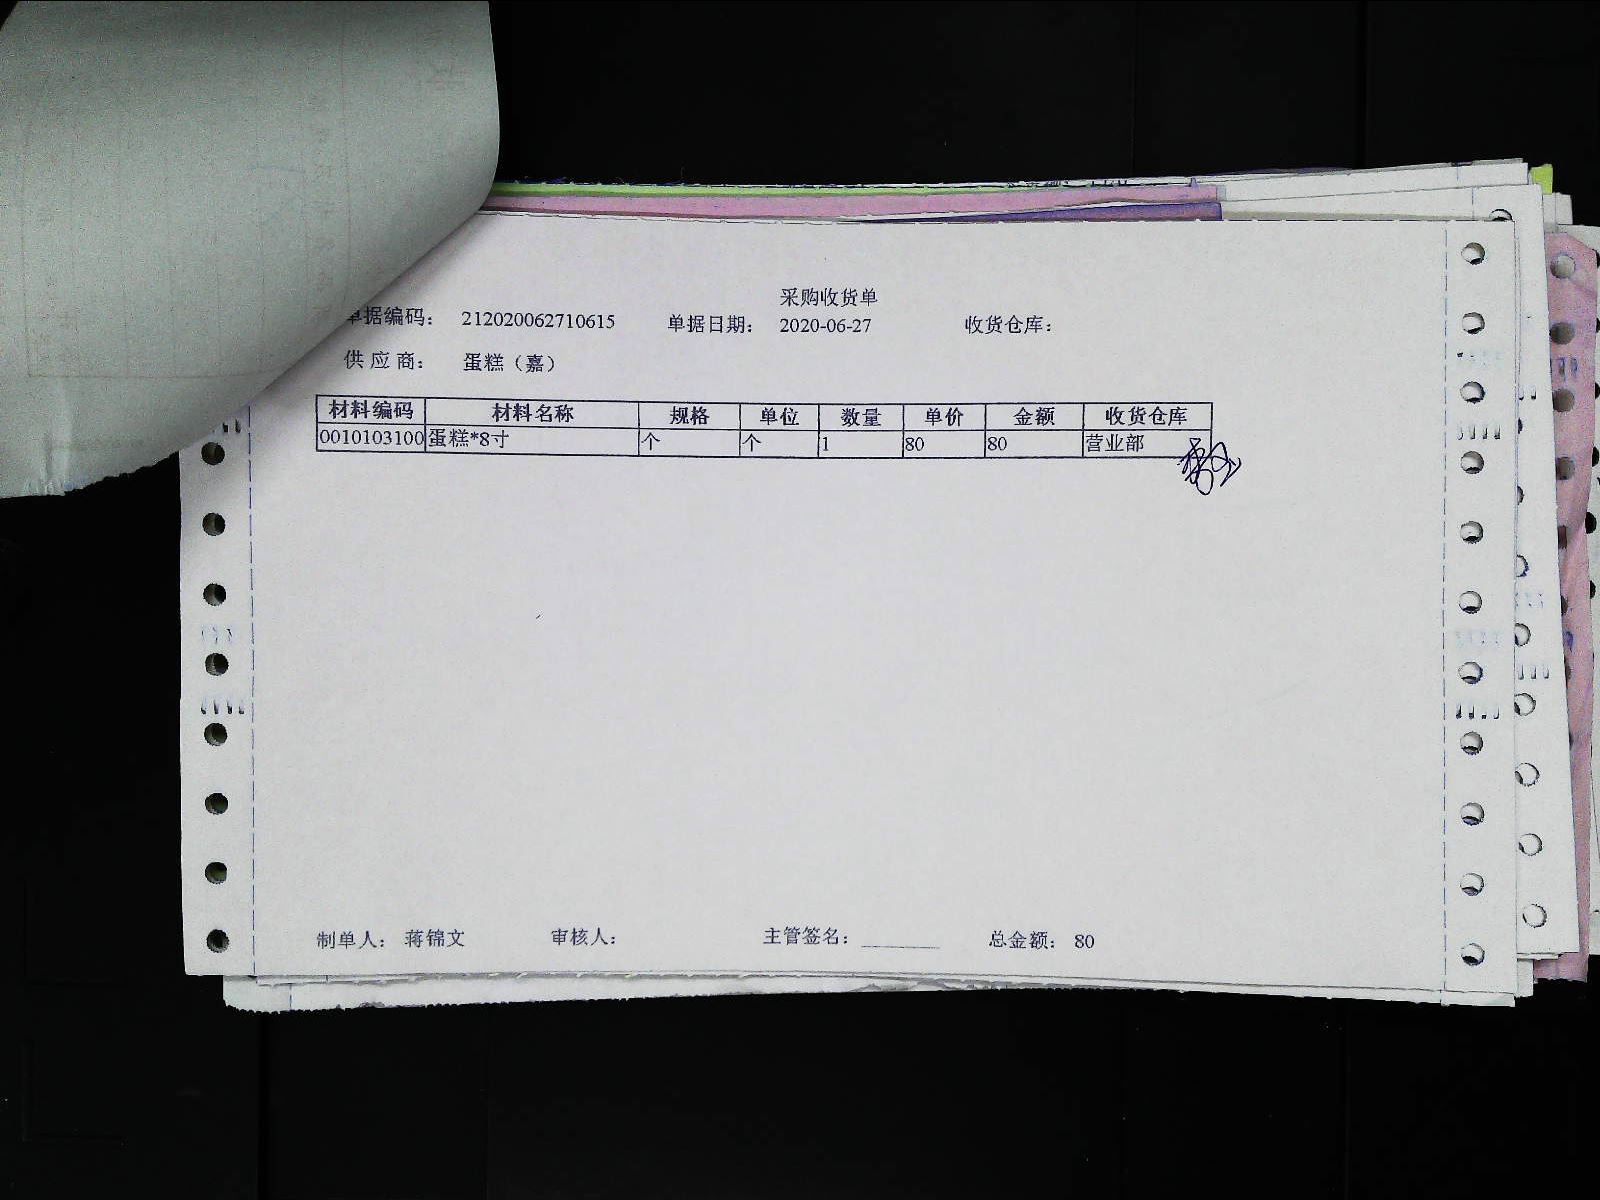 采购收货单
单据编码： 212020062710615 单据日期： 2020-06-27 收货仓库：
供应商： 蛋糕（嘉）
材料编码 材料名称 规格 单位 数量 单价 金额 收货仓库
0010103100 蛋糕*8寸 个 个 1 80 80 营业部
制单人： 蒋锦文 审核人： 主管签名： ________ 总金额： 80